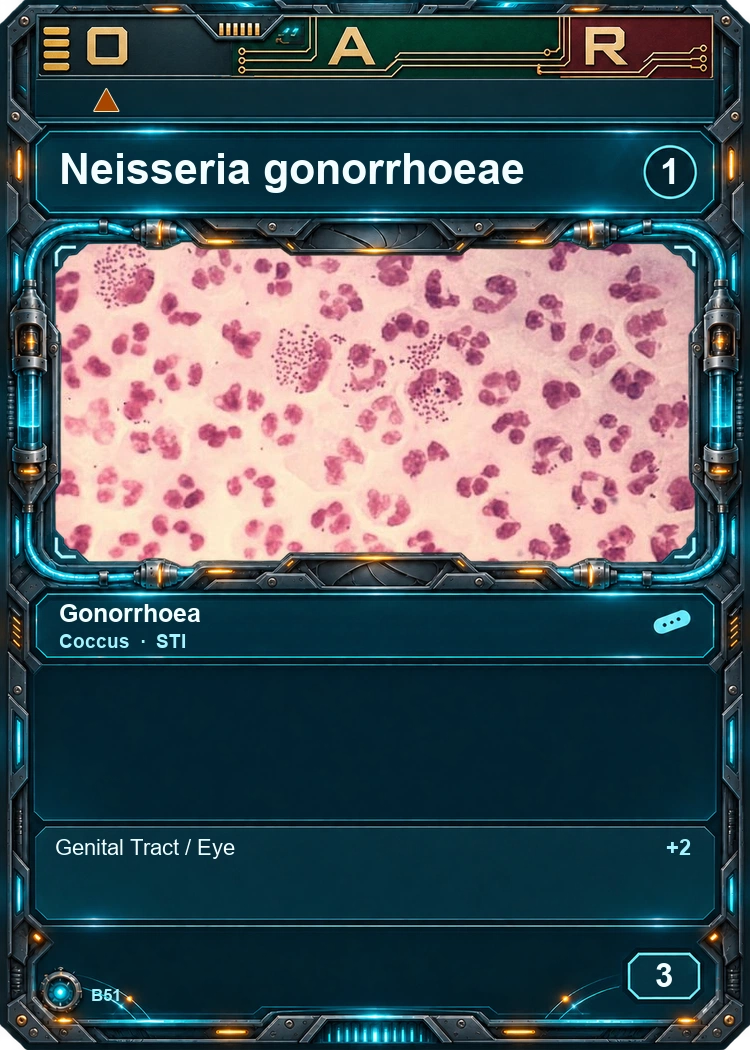 O A R
Neisseria gonorrhoeae 1
Gonorrhoea
Coccus · STI
Genital Tract / Eye +2
B51 3